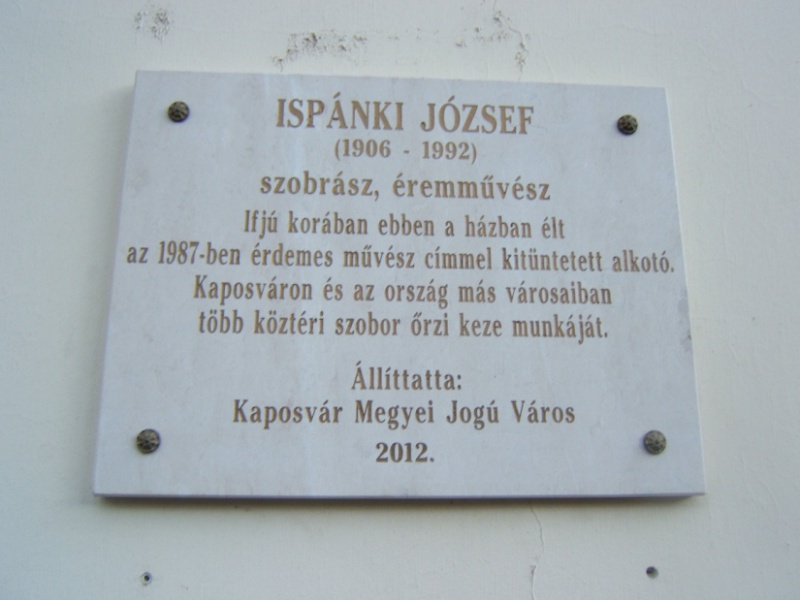 ISPÁNKI JÓZSEF
(1906 - 1992)
szobrász, éremművész
Ifjú korában ebben a házban élt
az 1987-ben érdemes művész címmel kitüntetett alkotó.
Kaposváron és az ország más városaiban
több köztéri szobor őrzi keze munkáját.
Állíttatta:
Kaposvár Megyei Jogú Város
2012.